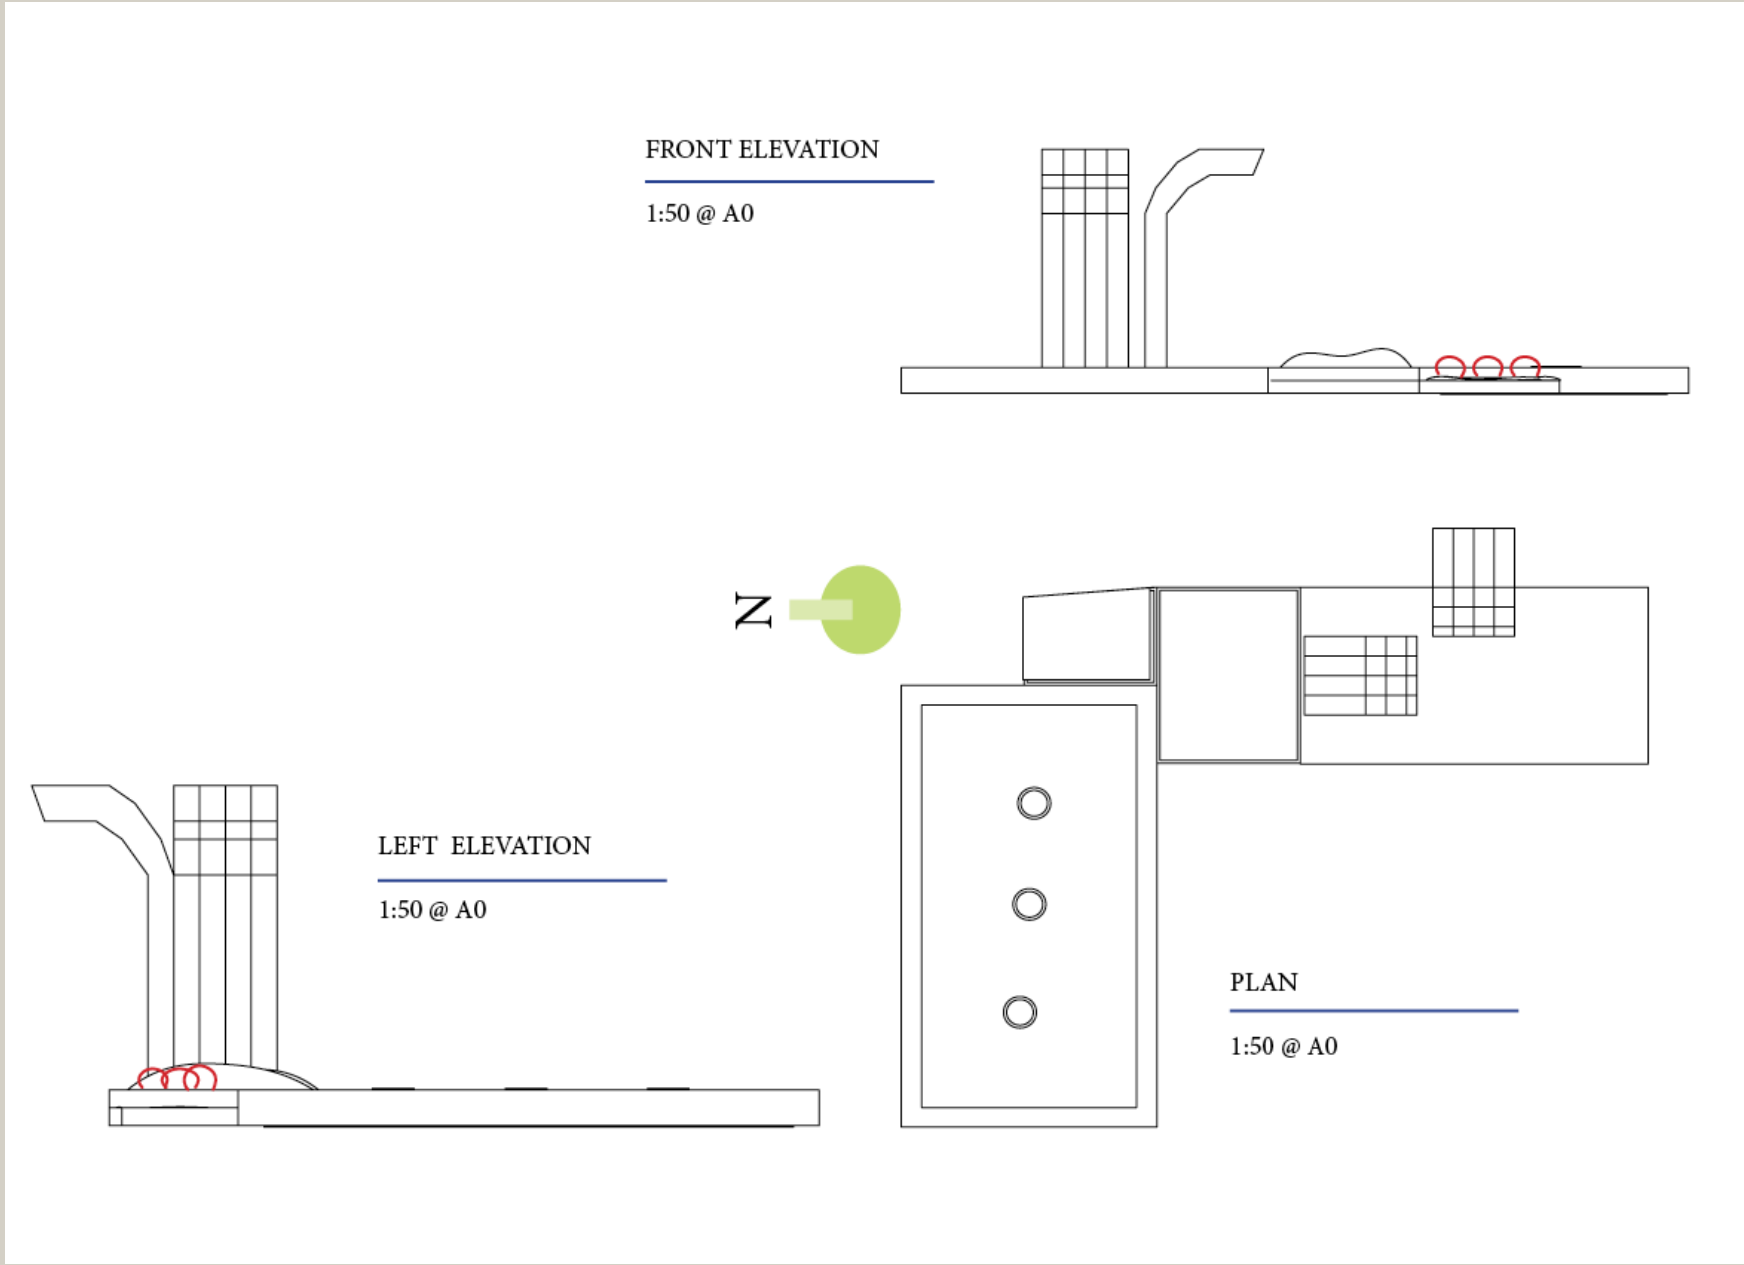 FRONT ELEVATION
1:50 @ A0
N
LEFT ELEVATION
1:50 @ A0
PLAN
1:50 @ A0